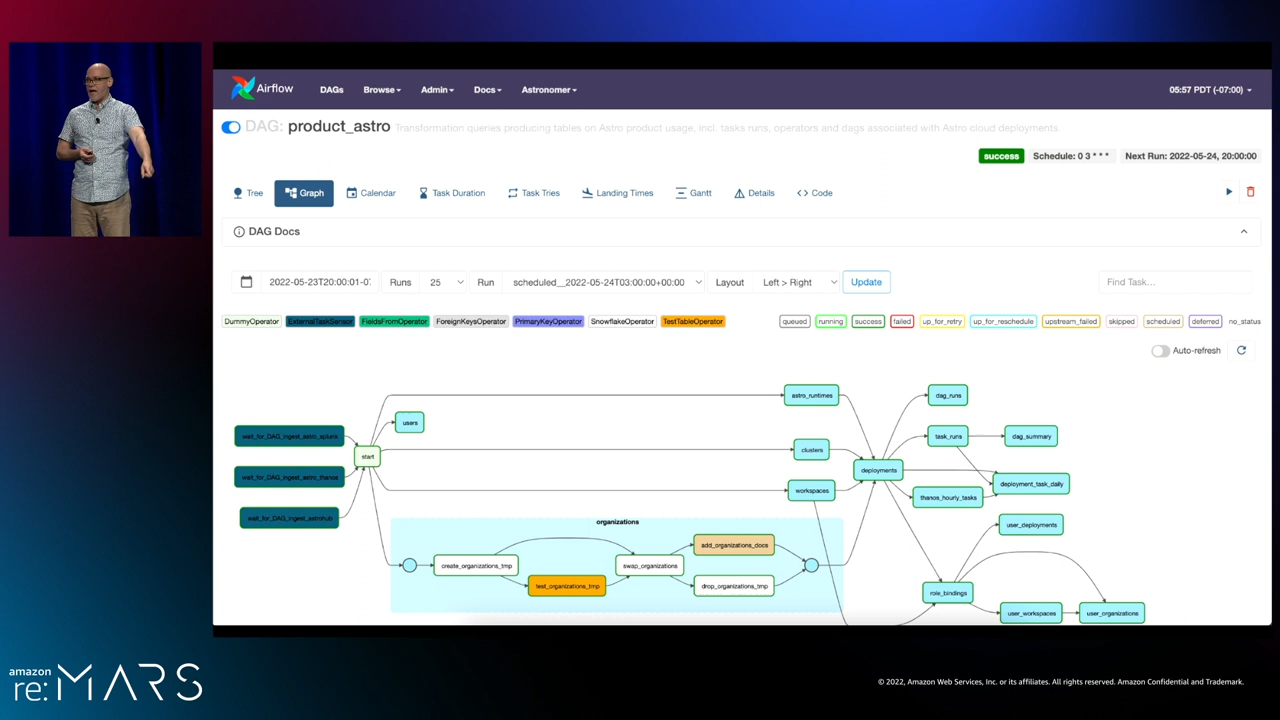 Airflow
DAGs Browse Admin Docs Astronomer 05:57 PDT (-07:00)
DAG: product_astro Transformation queries producing tables on Astro product usage, incl. tasks runs, operators and dags associated with Astro cloud deployments.
success Schedule: 0 3 * * * Next Run: 2022-05-24, 20:00:00
Tree Graph Calendar Task Duration Task Tries Landing Times Gantt Details Code
DAG Docs
2022-05-23T20:00:01-0 Runs 25 Run scheduled__2022-05-24T03:00:00+00:00 Layout Left > Right Update Find Task...
DummyOperator ExternalTaskSensor FieldsFromOperator ForeignKeysOperator PrimaryKeyOperator SnowflakeOperator TestTableOperator queued running success failed up_for_retry up_for_reschedule upstream_failed skipped scheduled deferred no_status
Auto-refresh
astro_runtimes dag_runs
users
wait_for_DAG_ingest_astro_splunk task_runs dag_summary
start clusters
deployments
wait_for_DAG_ingest_astro_thanos deployment_task_daily
workspaces thanos_hourly_tasks
wait_for_DAG_ingest_astrohub
organizations user_deployments
add_organizations_docs
create_organizations_tmp swap_organizations
test_organizations_tmp drop_organizations_tmp
role_bindings
user_workspaces user_organizations
amazon
re:MARS
© 2022, Amazon Web Services, Inc. or its affiliates. All rights reserved. Amazon Confidential and Trademark.